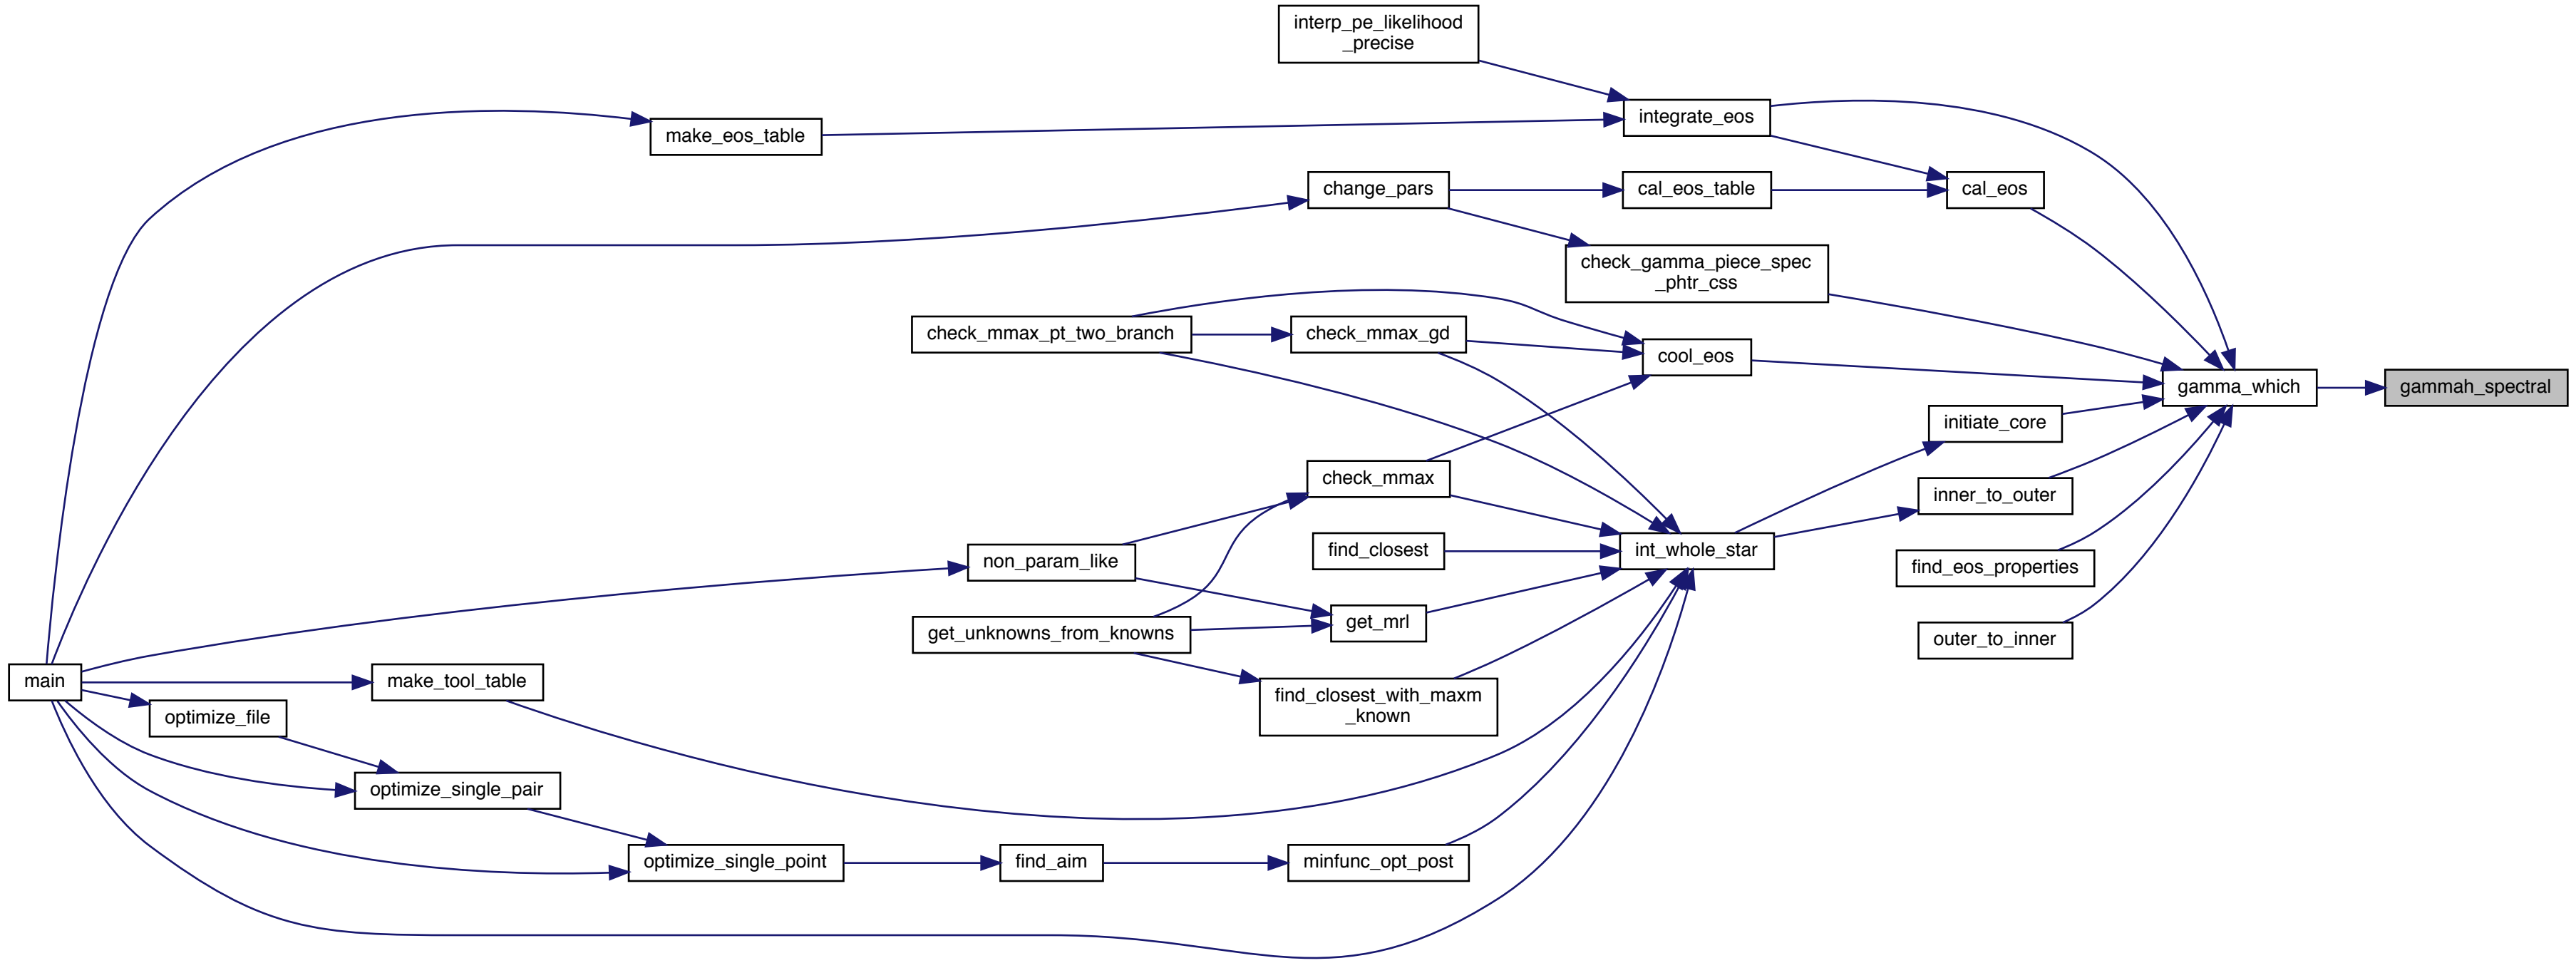 interp_pe_likelihood
_precise
integrate_eos
make_eos_table
change_pars
cal_eos_table
cal_eos
check_gamma_piece_spec
_phtr_css
check_mmax_pt_two_branch
check_mmax_gd
cool_eos
gamma_which
gammah_spectral
initiate_core
check_mmax
inner_to_outer
find_closest
int_whole_star
non_param_like
find_eos_properties
get_mrl
get_unknowns_from_knowns
outer_to_inner
main
make_tool_table
find_closest_with_maxm
_known
optimize_file
optimize_single_pair
optimize_single_point
find_aim
minfunc_opt_post